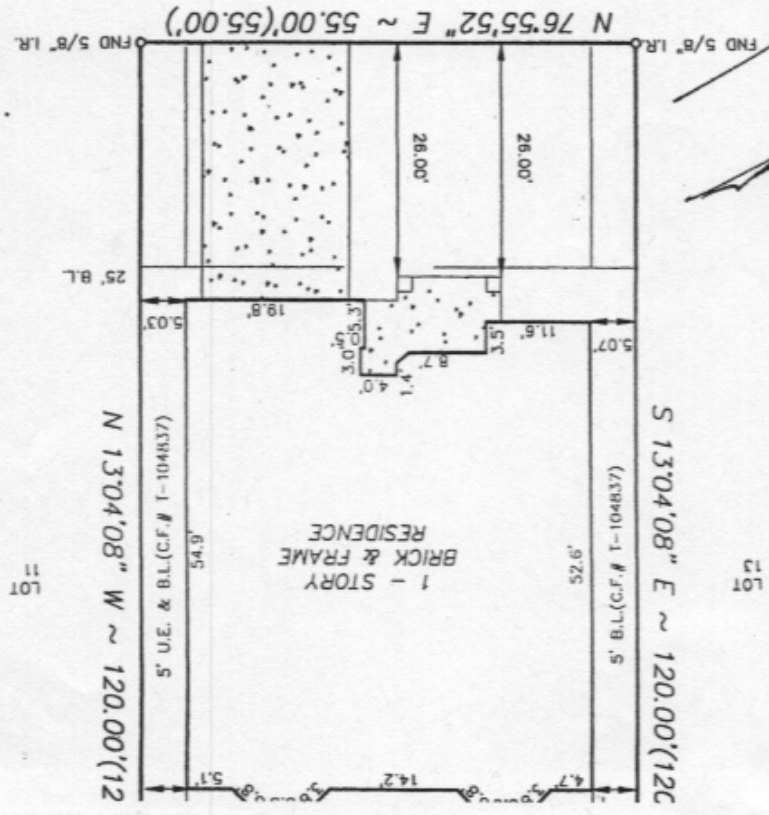 4.7'
14.2'
5.1'
LOT
13
LOT
11
S 13°04'08" E ~ 120.00'
N 13°04'08" W ~ 120.00'
5' B.L.(C.F.# T-104837)
52.6'
1 - STORY
BRICK & FRAME
RESIDENCE
54.9'
5' U.E. & B.L.(C.F.# T-104837)
5.07'
11.6'
3.5'
8.7'
1.4'
4.0'
3.0'
0.5'
5.3'
19.8'
5.03'
25' B.L.
26.00'
26.00'
FND 5/8" I.R.
FND 5/8" I.R.
N 76°55'52" E ~ 55.00'(55.00')